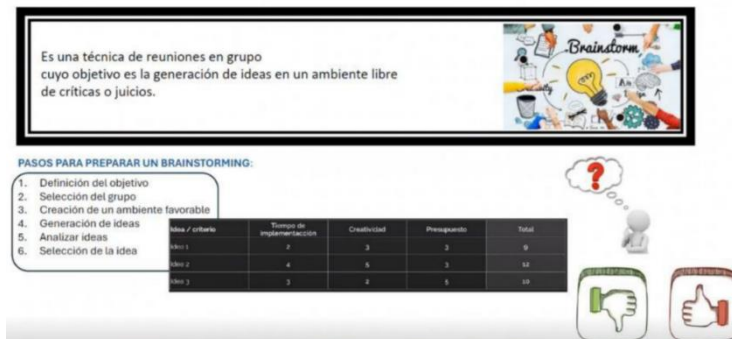 Es una técnica de reuniones en grupo
cuyo objetivo es la generación de ideas en un ambiente libre
de críticas o juicios.
Brainstorm
PASOS PARA PREPARAR UN BRAINSTORMING:
1. Definición del objetivo
2. Selección del grupo
3. Creación de un ambiente favorable
4. Generación de ideas
5. Analizar ideas
6. Selección de la idea
Idea / criterio Tiempo de implementacción Creatividad Presupuesto Total
Idea 1 2 3 3 9
Idea 2 4 5 3 12
Idea 3 3 2 5 10